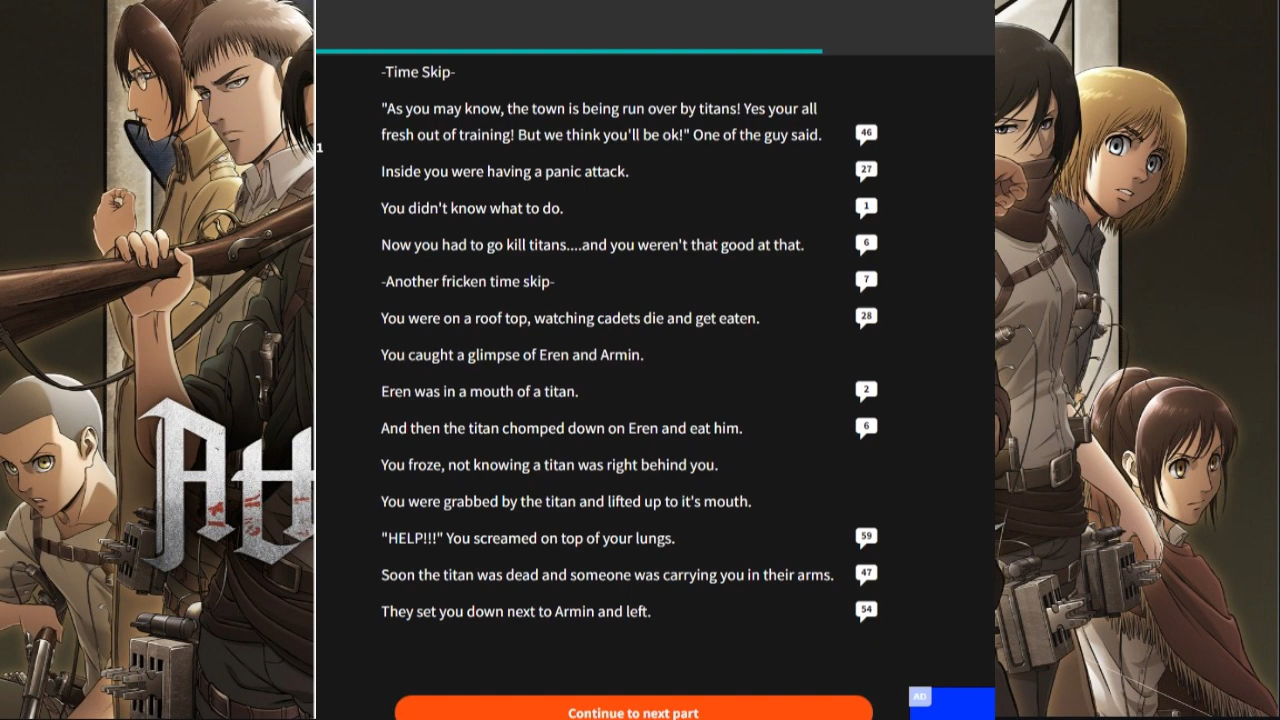 -Time Skip-
"As you may know, the town is being run over by titans! Yes your all
fresh out of training! But we think you'll be ok!" One of the guy said.
46
1
Inside you were having a panic attack.
27
You didn't know what to do.
1
Now you had to go kill titans....and you weren't that good at that.
6
-Another fricken time skip-
7
You were on a roof top, watching cadets die and get eaten.
28
You caught a glimpse of Eren and Armin.
Eren was in a mouth of a titan.
2
And then the titan chomped down on Eren and eat him.
6
You froze, not knowing a titan was right behind you.
You were grabbed by the titan and lifted up to it's mouth.
Att
"HELP!!!" You screamed on top of your lungs.
59
Soon the titan was dead and someone was carrying you in their arms.
47
They set you down next to Armin and left.
54
AD
Continue to next part